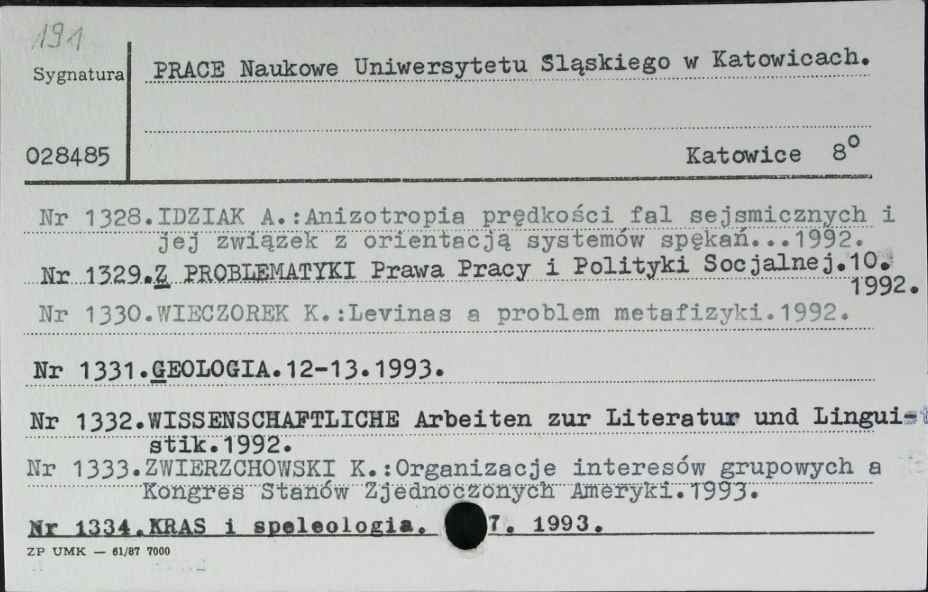 191
Sygnatura
PRACE Naukowe Uniwersytetu Sląskiego w Katowicach.
028485
Katowice 8°
Nr 1328.IDZIAK A.:Anizotropia prędkości fal sejsmicznych i
jej związek z orientacją systemów spękań...1992.
Nr 1329.Z PROBLEMATYKI Prawa Pracy i Polityki Socjalnej.10.
1992.
Nr 1330.WIECZOREK K.:Levinas a problem metafizyki.1992.
Nr 1331.GEOLOGIA.12-13.1993.
Nr 1332.WISSENSCHAFTLICHE Arbeiten zur Literatur und Lingui-
stik.1992.
Nr 1333.ZWIERZCHOWSKI K.:Organizacje interesów grupowych a
Kongres Stanów Zjednoczonych Ameryki.1993.
Nr 1334.KRAS i speleologia. 7. 1993.
ZP UMK — 61/87 7000